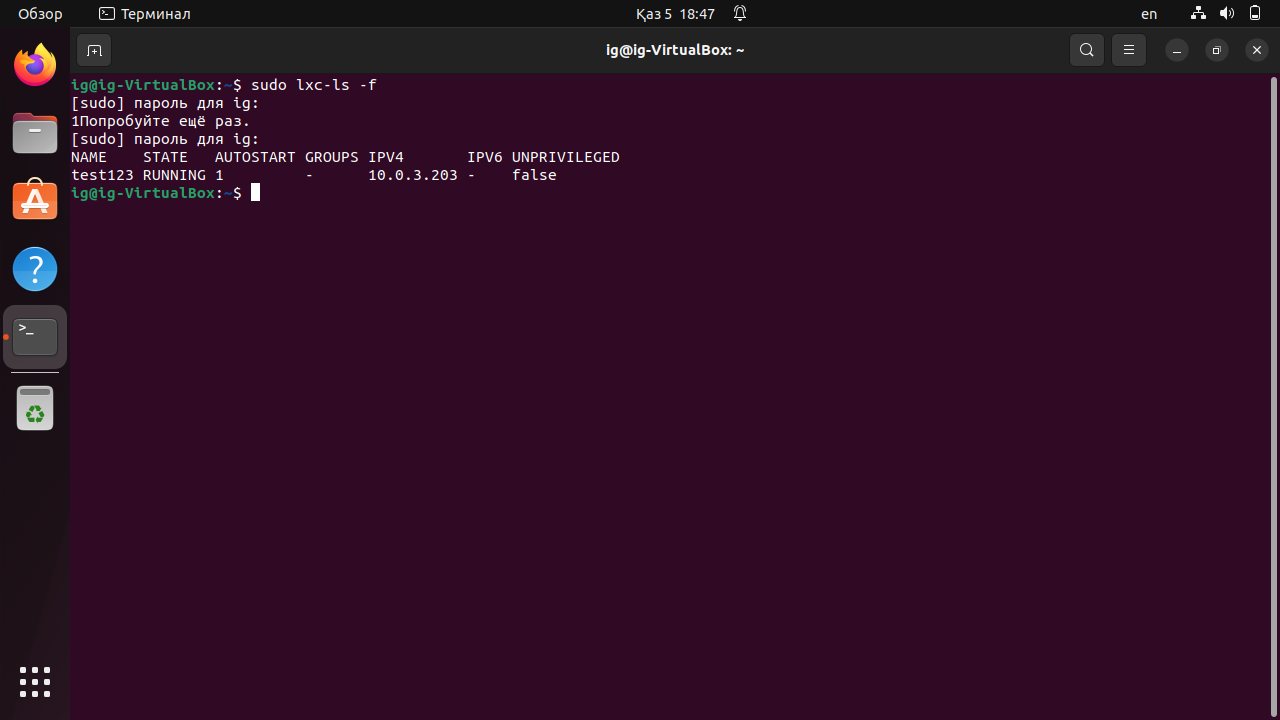 Обзор Терминал Қаз 5 18:47 en
ig@ig-VirtualBox: ~
ig@ig-VirtualBox:~$ sudo lxc-ls -f
[sudo] пароль для ig:
1Попробуйте ещё раз.
[sudo] пароль для ig:
NAME    STATE   AUTOSTART GROUPS IPV4       IPV6 UNPRIVILEGED
test123 RUNNING 1         -      10.0.3.203 -    false
ig@ig-VirtualBox:~$